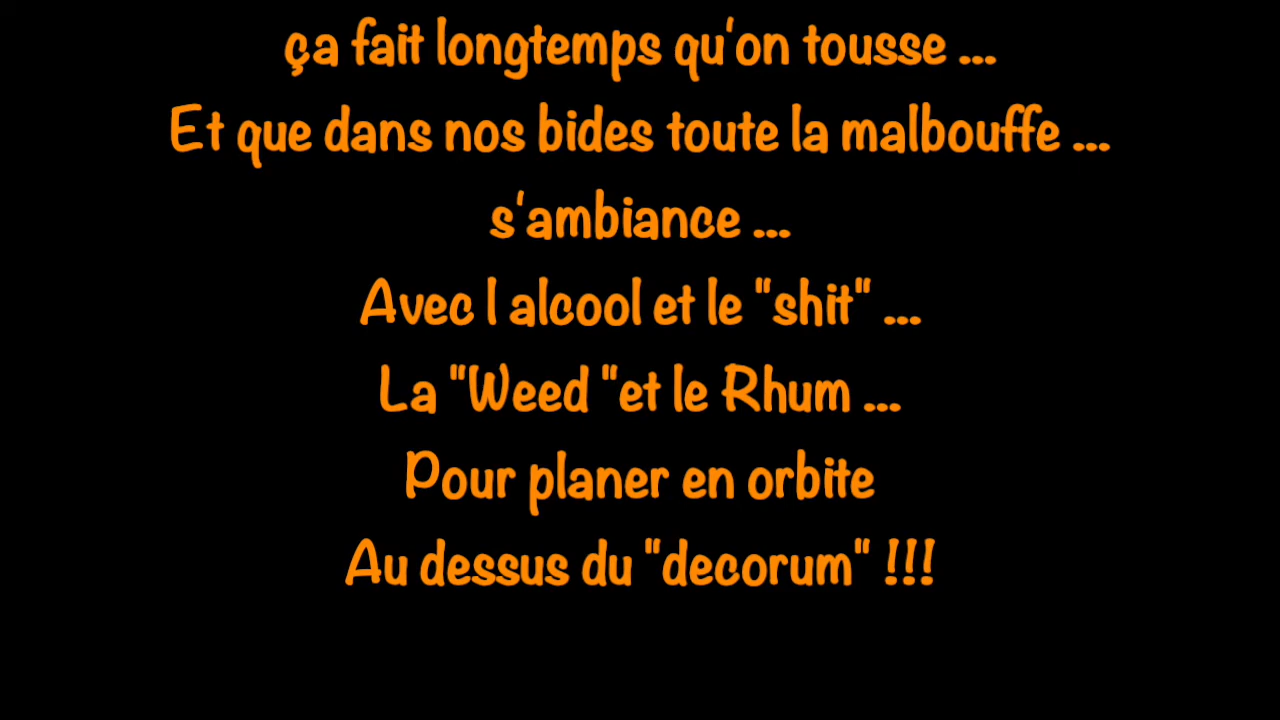 ça fait longtemps qu'on tousse ...
Et que dans nos bides toute la malbouffe ...
s'ambiance ...
Avec l alcool et le "shit" ...
La "Weed "et le Rhum ...
Pour planer en orbite
Au dessus du "decorum" !!!